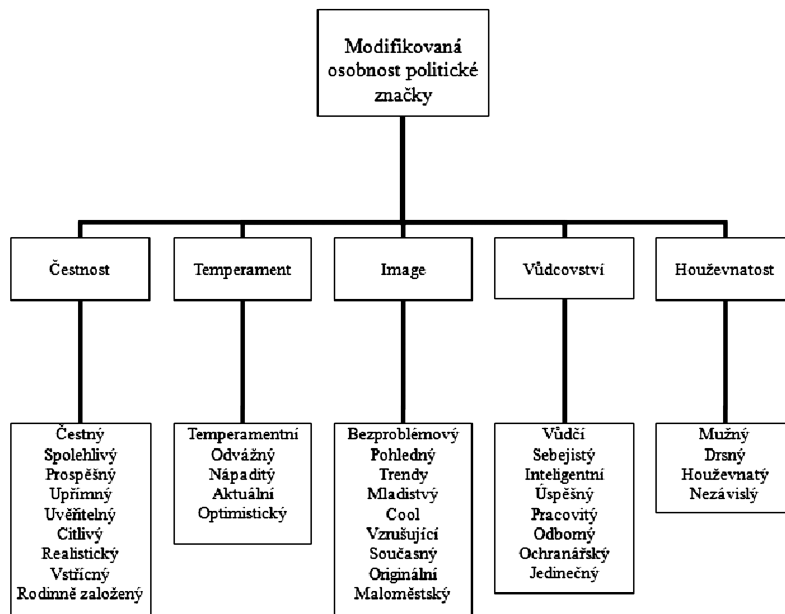 Modifikovaná
osobnost politické
značky
Čestnost
Temperament
Image
Vůdcovství
Houževnatost
Čestný
Spolehlivý
Prospěšný
Upřímný
Uvěřitelný
Citlivý
Realistický
Vstřícný
Rodinně založený
Temperamentní
Odvážný
Nápaditý
Aktuální
Optimistický
Bezproblémový
Pohledný
Trendy
Mladistvý
Cool
Vzrušující
Současný
Originální
Maloměstský
Vůdčí
Sebejistý
Inteligentní
Úspěšný
Pracovitý
Odborný
Ochranářský
Jedinečný
Mužný
Drsný
Houževnatý
Nezávislý